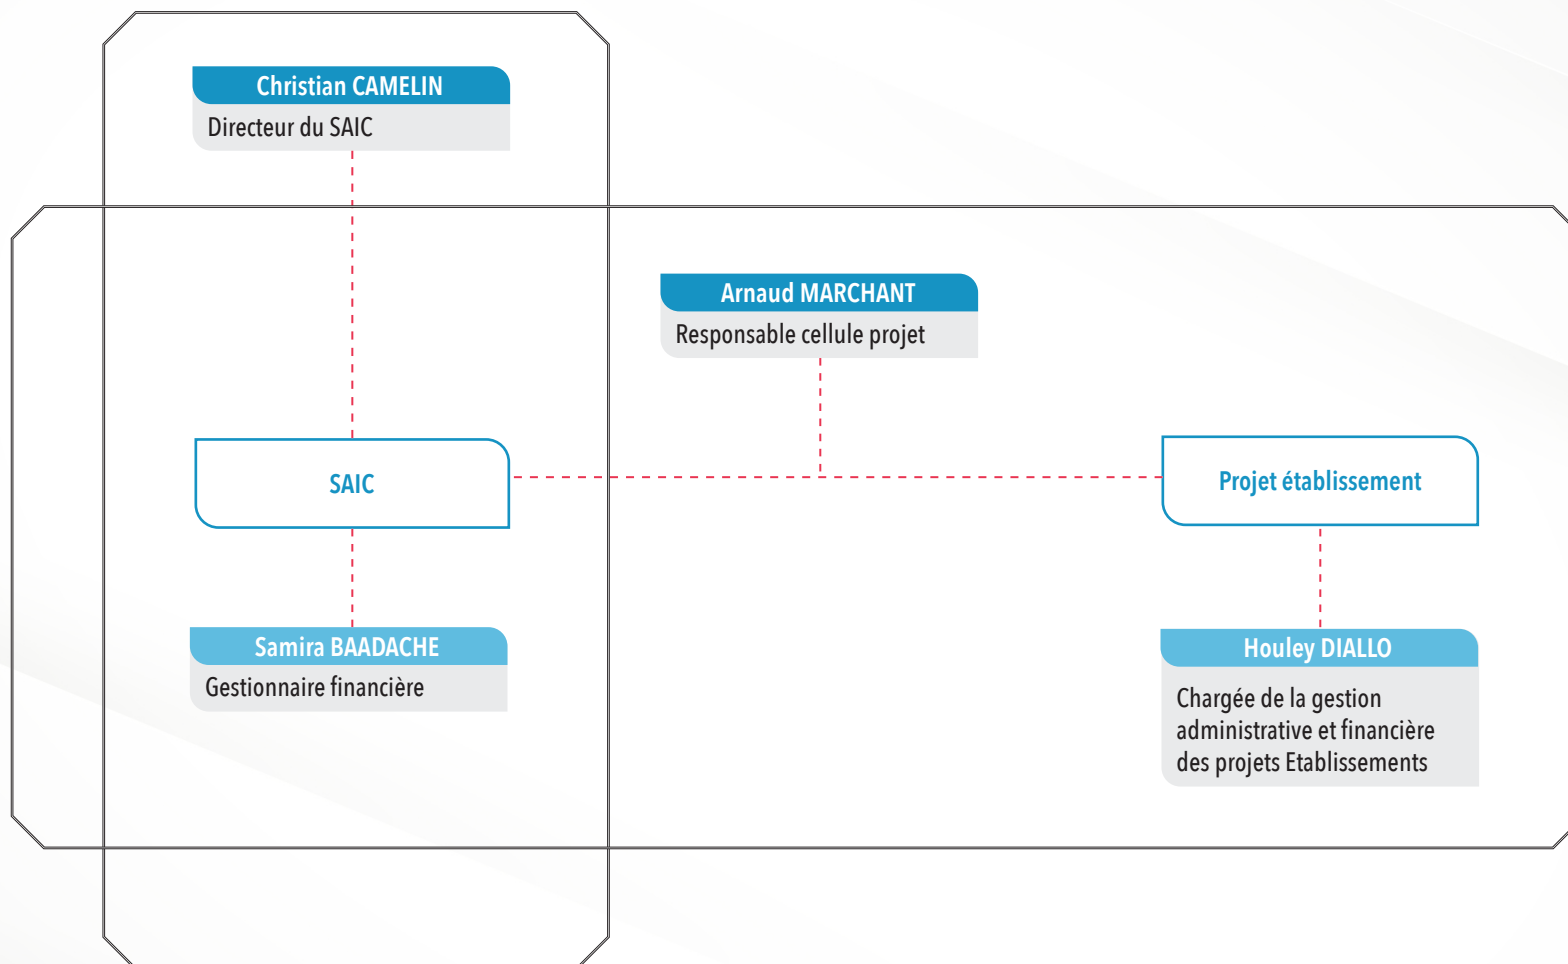 Christian CAMELIN
Directeur du SAIC
Arnaud MARCHANT
Responsable cellule projet
SAIC
Projet établissement
Samira BAADACHE
Gestionnaire financière
Houley DIALLO
Chargée de la gestion
administrative et financière
des projets Etablissements